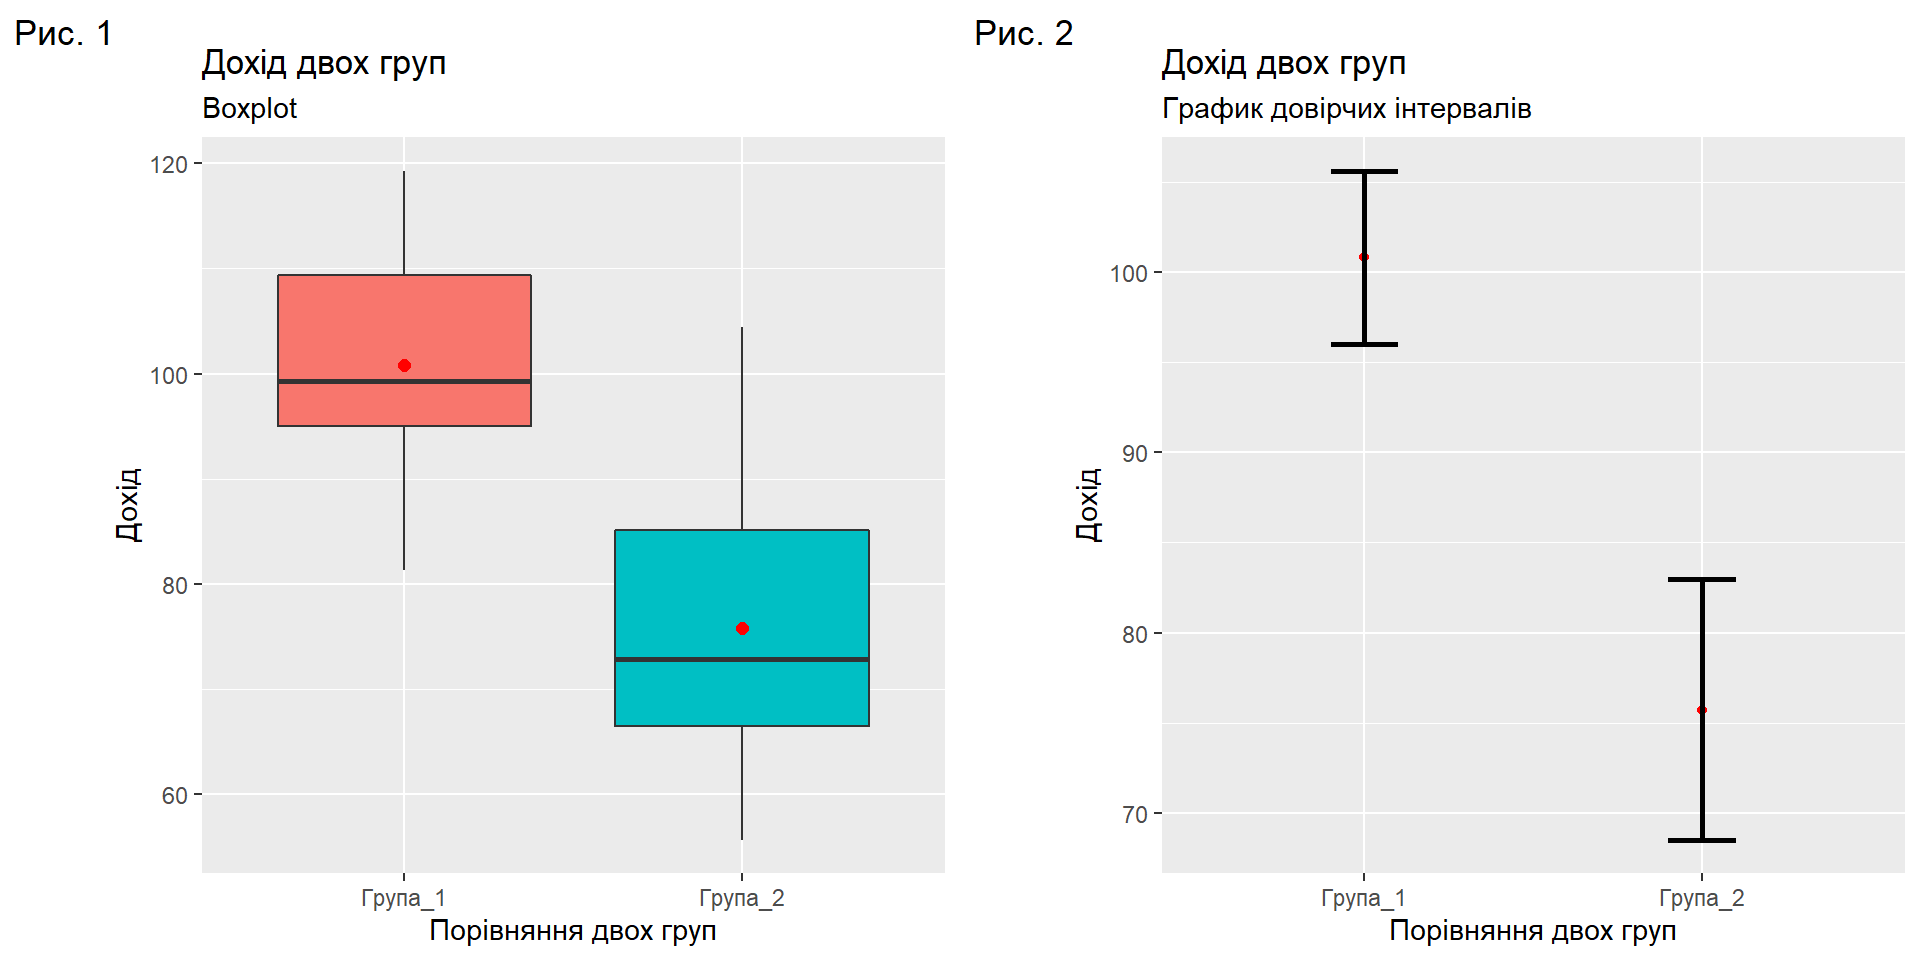 Рис. 1
Дохід двох груп
Boxplot
120
100
80
60
Дохід
Група_1
Група_2
Порівняння двох груп
Рис. 2
Дохід двох груп
График довірчих інтервалів
100
90
80
70
Дохід
Група_1
Група_2
Порівняння двох груп